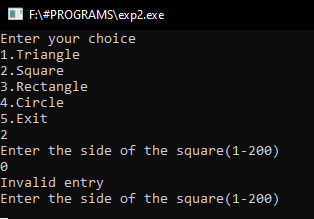 F:\#PROGRAMS\exp2.exe
Enter your choice
1.Triangle
2.Square
3.Rectangle
4.Circle
5.Exit
2
Enter the side of the square(1-200)
0
Invalid entry
Enter the side of the square(1-200)